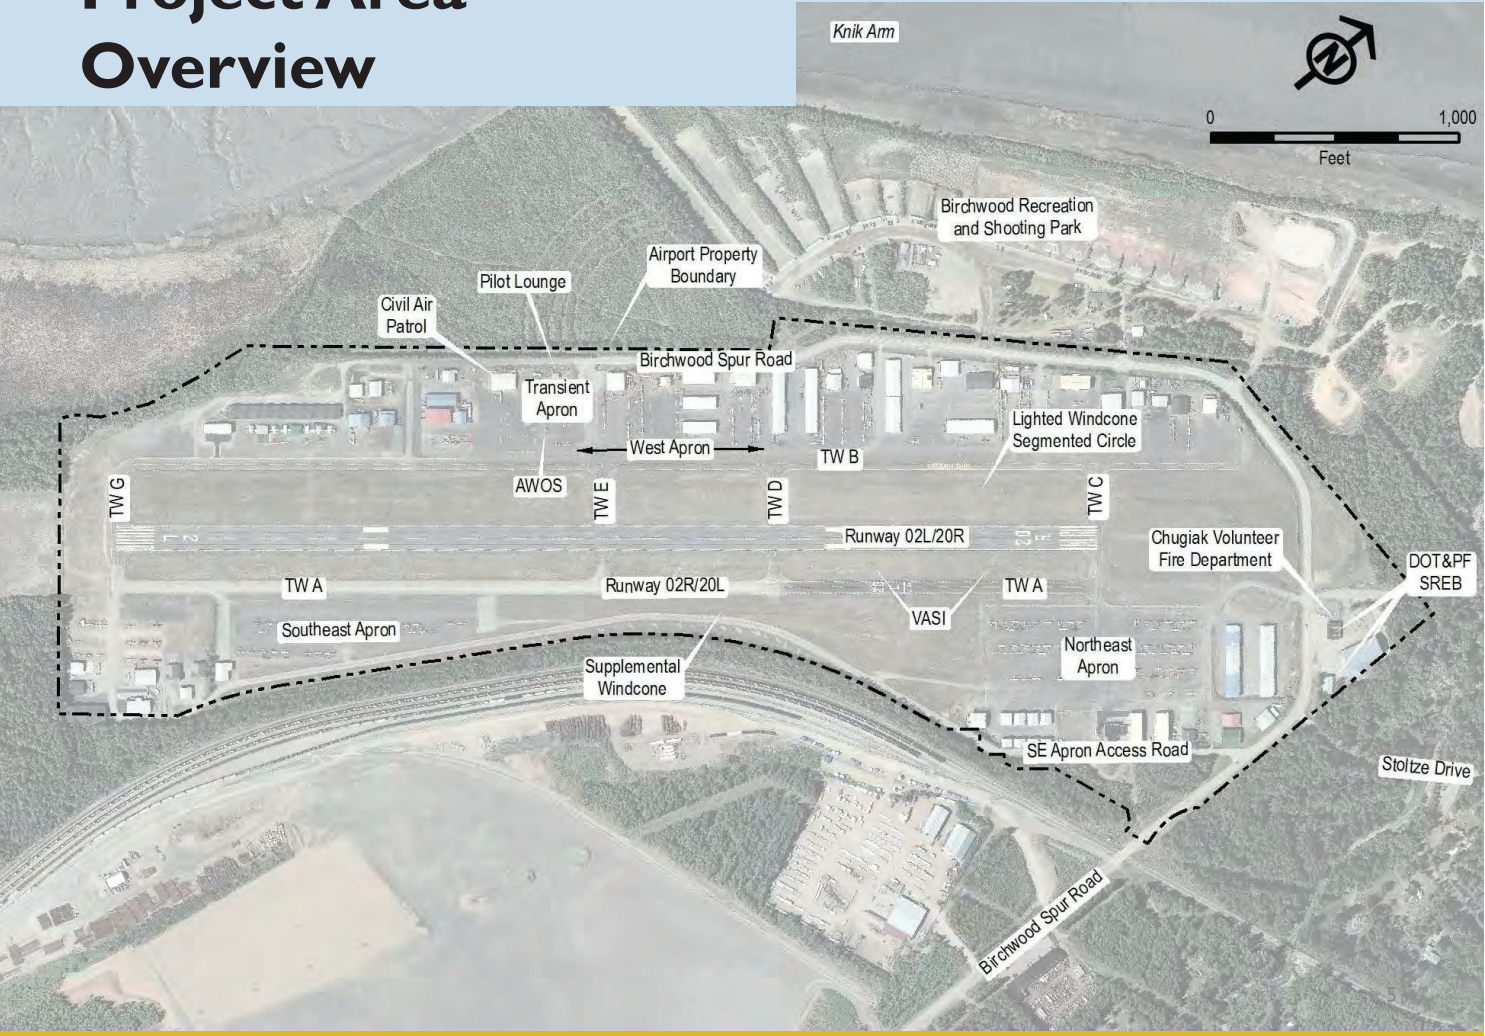 Project Area
Overview
Knik Arm
N
0 1,000
Feet
Birchwood Recreation
and Shooting Park
Airport Property
Boundary
Pilot Lounge
Civil Air
Patrol
Birchwood Spur Road
Transient
Apron
Lighted Windcone
Segmented Circle
West Apron
TW B
AWOS
TW G
TW E
TW D
TW C
2
L
Runway 02L/20R
Chugiak Volunteer
Fire Department
DOT&PF
SREB
TW A
Runway 02R/20L
TW A
VASI
Southeast Apron
Northeast
Apron
Supplemental
Windcone
SE Apron Access Road
Stoltze Drive
Birchwood Spur Road
5